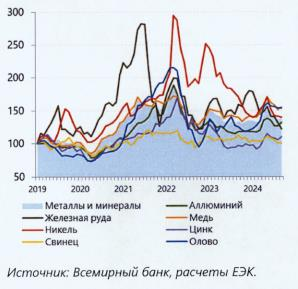 300
250
200
150
100
50
2019 2020 2021 2022 2023 2024
Металлы и минералы
Аллюминий
Железная руда
Медь
Никель
Цинк
Свинец
Олово
Источник: Всемирный банк, расчеты ЕЭК.